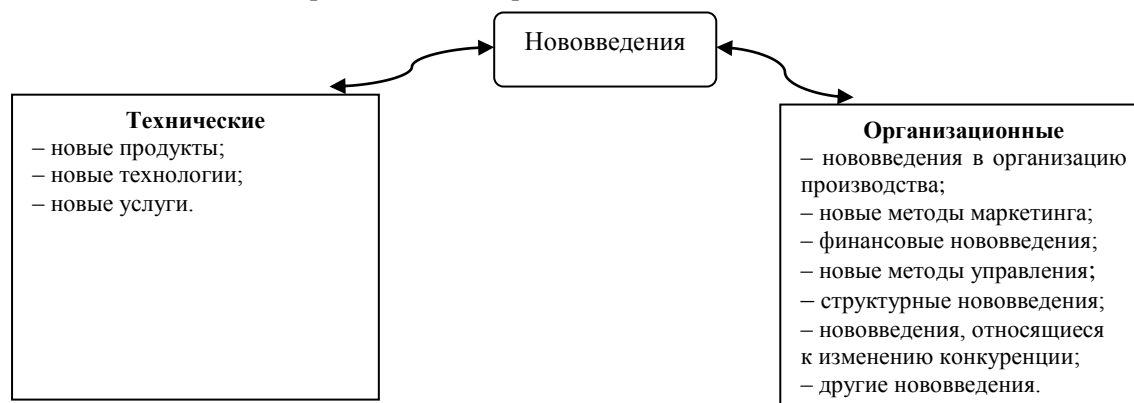 Нововведения
Технические
– новые продукты;
– новые технологии;
– новые услуги.
Организационные
– нововведения в организацию
производства;
– новые методы маркетинга;
– финансовые нововведения;
– новые методы управления;
– структурные нововведения;
– нововведения, относящиеся
к изменению конкуренции;
– другие нововведения.